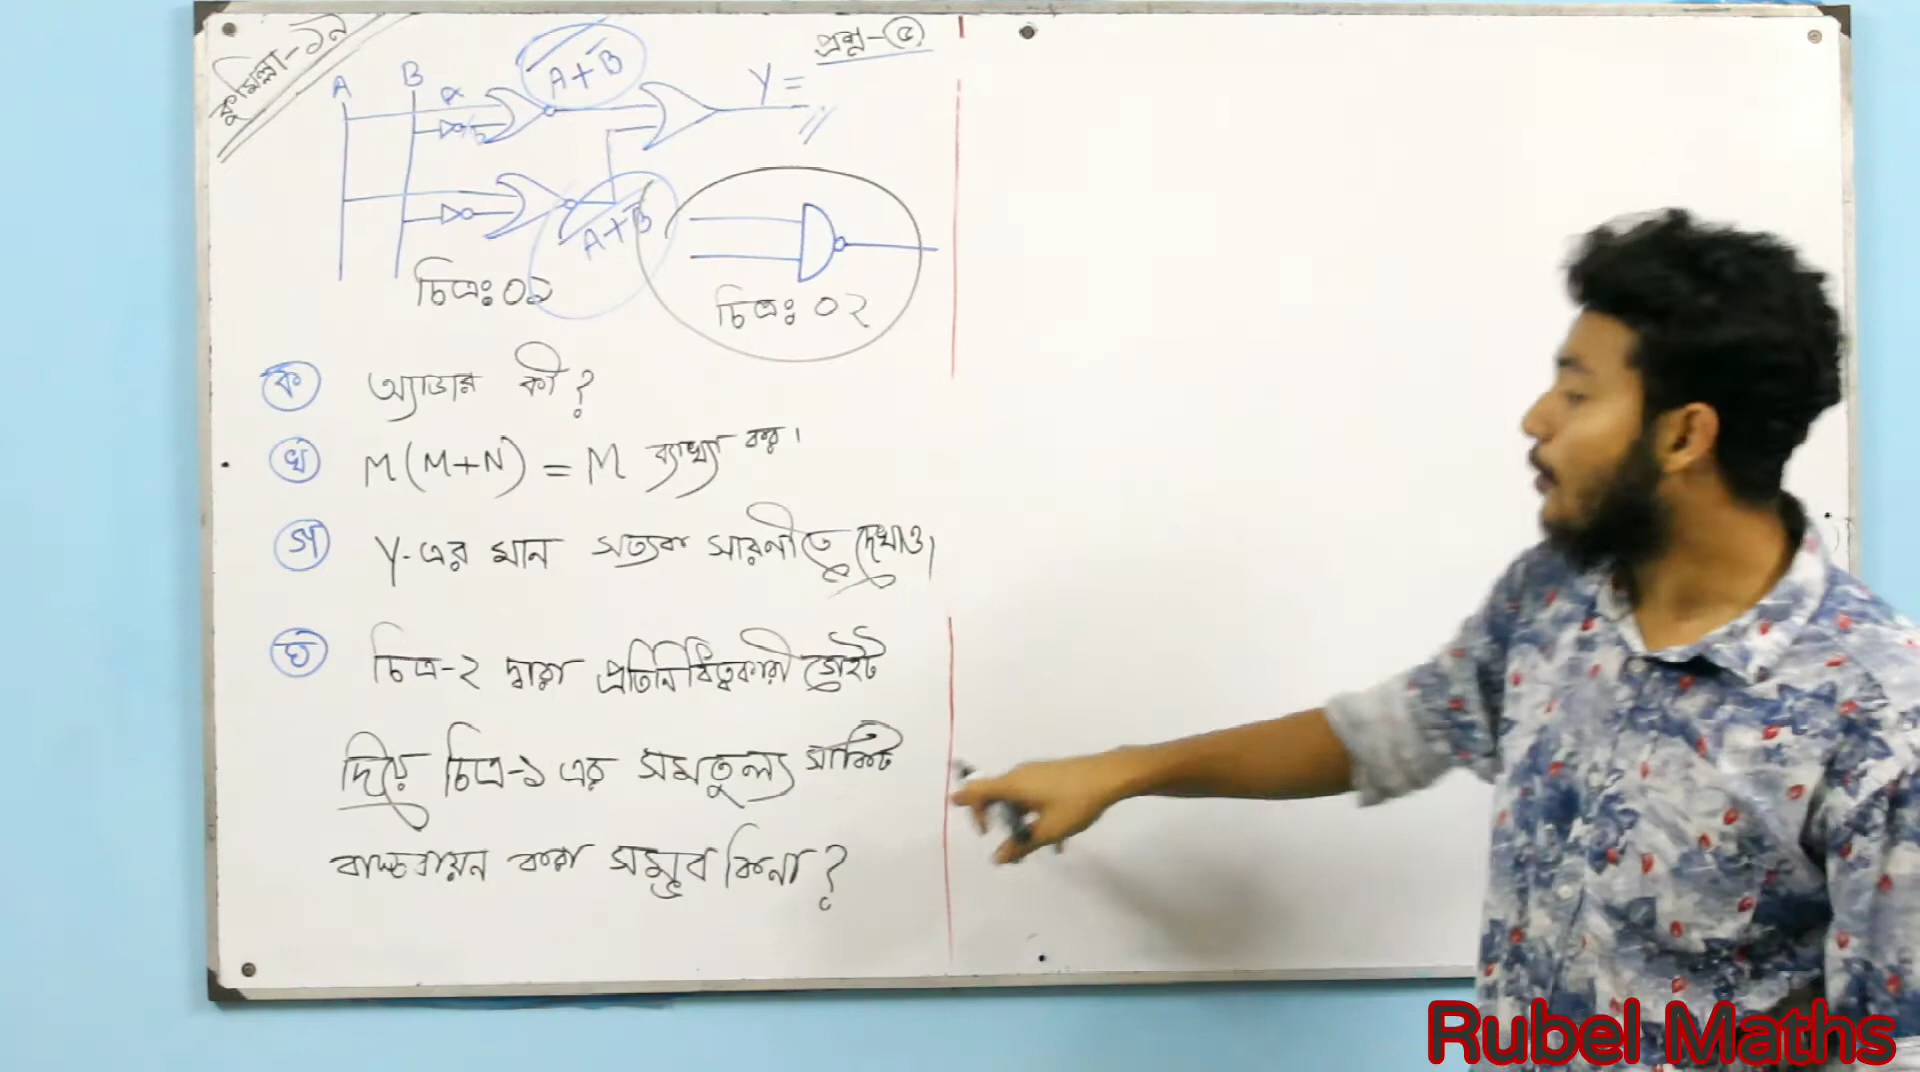 কুমিল্লা-১৯
প্রশ্ন-৫
A B
A+B̅
Y =
A+B̅
চিত্রঃ ০১
চিত্রঃ ০২
ক অ্যাডার কী?
খ M(M+N) = M ব্যাখ্যা কর।
গ Y-এর মান সত্যক সারনীতে দেখাও।
ঘ চিত্র-২ দ্বারা প্রতিনিধিত্বকারী গেইট
দিয়ে চিত্র-১ এর সমতুল্য সার্কিট
বাস্তবায়ন করা সম্ভব কিনা?
Rubel Maths